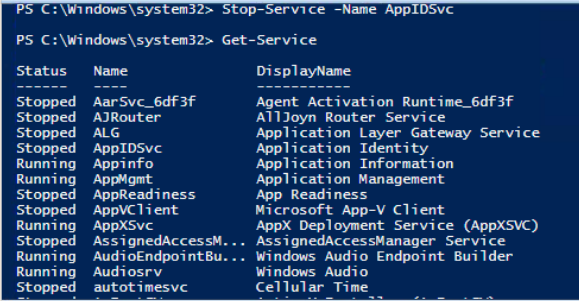 PS C:\Windows\system32> Stop-Service -Name AppIDSvc
PS C:\Windows\system32> Get-Service
Status Name DisplayName
------ ---- -----------
Stopped AarSvc_6df3f Agent Activation Runtime_6df3f
Stopped AJRouter AllJoyn Router Service
Stopped ALG Application Layer Gateway Service
Stopped AppIDSvc Application Identity
Running Appinfo Application Information
Running AppMgmt Application Management
Stopped AppReadiness App Readiness
Stopped AppVClient Microsoft App-V Client
Running AppXSvc AppX Deployment Service (AppXSVC)
Stopped AssignedAccessM... AssignedAccessManager Service
Running AudioEndpointBu... Windows Audio Endpoint Builder
Running Audiosrv Windows Audio
Stopped autotimesvc Cellular Time